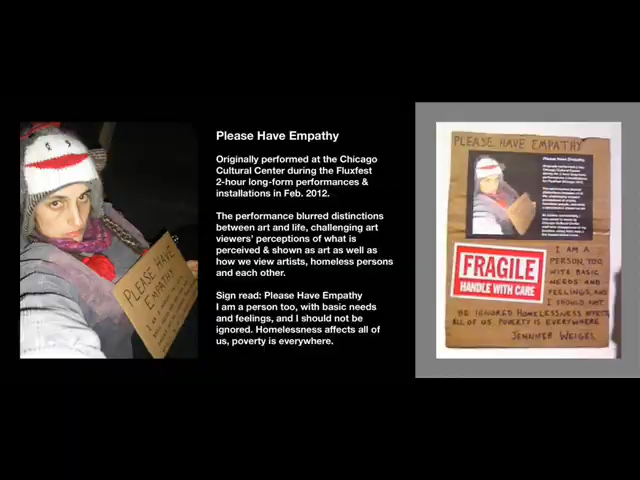 Please Have Empathy
Originally performed at the Chicago
Cultural Center during the Fluxfest
2-hour long-form performances &
installations in Feb. 2012.
The performance blurred distinctions
between art and life, challenging art
viewers' perceptions of what is
perceived & shown as art as well as
how we view artists, homeless persons
and each other.
Sign read: Please Have Empathy
I am a person too, with basic needs
and feelings, and I should not be
ignored. Homelessness affects all of
us, poverty is everywhere.
PLEASE HAVE
EMPATHY
I AM A
PLEASE HAVE EMPATHY
Please Have Empathy
FRAGILE
HANDLE WITH CARE
I AM A
PERSON, TOO,
WITH BASIC
NEEDS AND
FEELINGS, AND
I SHOULD NOT
BE IGNORED. HOMELESSNESS AFFECTS
ALL OF US. POVERTY IS EVERYWHERE
JENNIFER WEIGEL